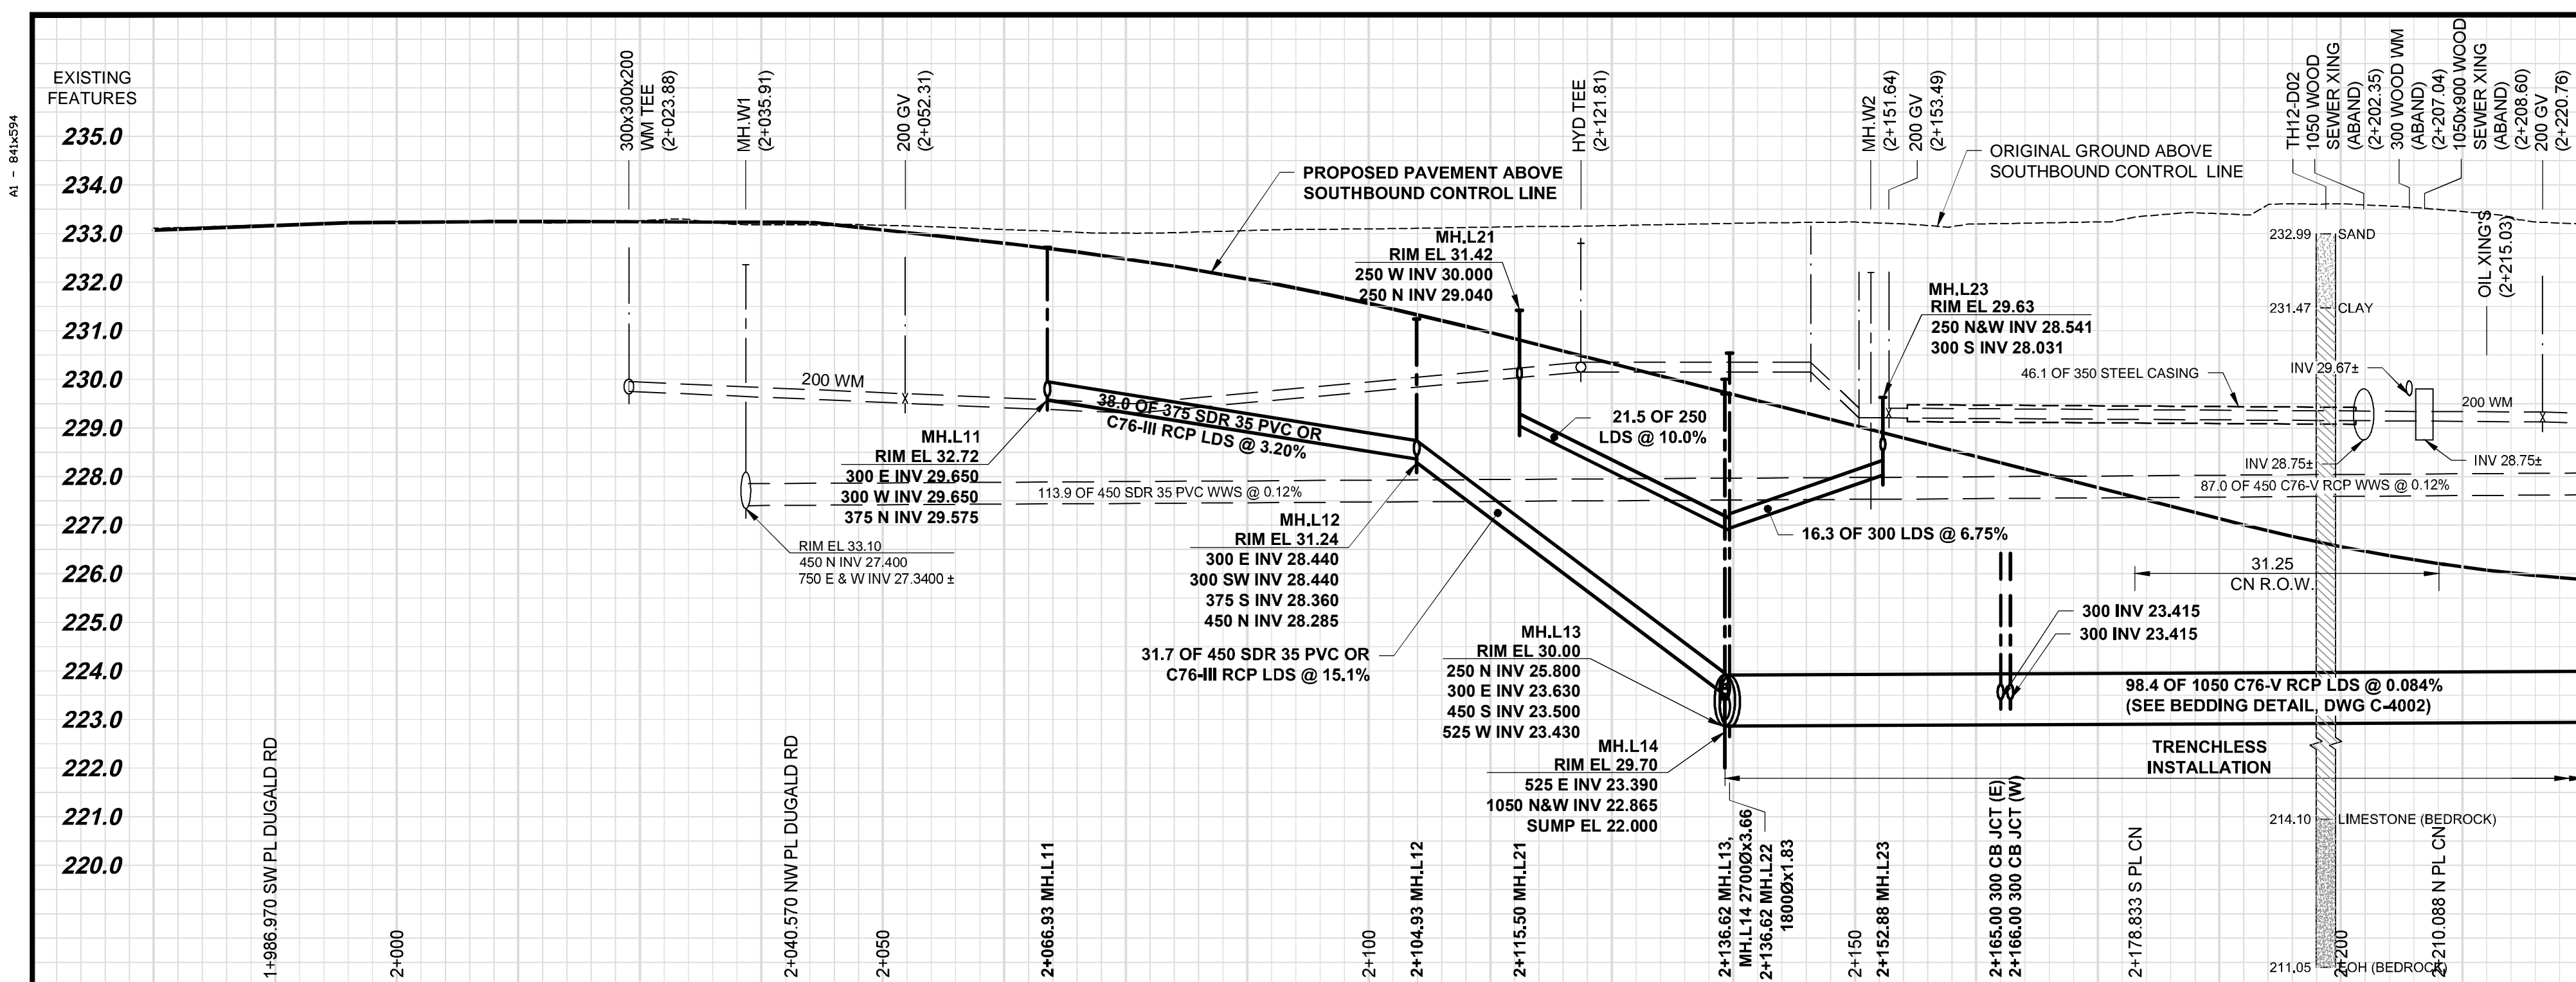 A1 - 841x594
EXISTING
FEATURES
235.0
234.0
233.0
232.0
231.0
230.0
229.0
228.0
227.0
226.0
225.0
224.0
223.0
222.0
221.0
220.0
300x300x200
WM TEE
(2+023.88)
MH.W1
(2+035.91)
200 GV
(2+052.31)
HYD TEE
(2+121.81)
MH.W2
(2+151.64)
200 GV
(2+153.49)
TH12-D02
1050 WOOD
SEWER XING
(ABAND)
(2+202.35)
300 WOOD WM
(ABAND)
(2+207.04)
1050x900 WOOD
SEWER XING
(ABAND)
(2+208.60)
200 GV
(2+220.76)
OIL XING'S
(2+215.03)
PROPOSED PAVEMENT ABOVE
SOUTHBOUND CONTROL LINE
ORIGINAL GROUND ABOVE
SOUTHBOUND CONTROL LINE
MH.L21
RIM EL 31.42
250 W INV 30.000
250 N INV 29.040
MH.L23
RIM EL 29.63
250 N&W INV 28.541
300 S INV 28.031
46.1 OF 350 STEEL CASING
232.99
SAND
231.47
CLAY
INV 29.67±
200 WM
200 WM
38.0 OF 375 SDR 35 PVC OR
C76-III RCP LDS @ 3.20%
21.5 OF 250
LDS @ 10.0%
MH.L11
RIM EL 32.72
300 E INV 29.650
300 W INV 29.650
375 N INV 29.575
INV 28.75±
INV 28.75±
113.9 OF 450 SDR 35 PVC WWS @ 0.12%
87.0 OF 450 C76-V RCP WWS @ 0.12%
RIM EL 33.10
450 N INV 27.400
750 E & W INV 27.3400 ±
MH.L12
RIM EL 31.24
300 E INV 28.440
300 SW INV 28.440
375 S INV 28.360
450 N INV 28.285
16.3 OF 300 LDS @ 6.75%
31.25
CN R.O.W.
300 INV 23.415
300 INV 23.415
31.7 OF 450 SDR 35 PVC OR
C76-III RCP LDS @ 15.1%
MH.L13
RIM EL 30.00
250 N INV 25.800
300 E INV 23.630
450 S INV 23.500
525 W INV 23.430
98.4 OF 1050 C76-V RCP LDS @ 0.084%
(SEE BEDDING DETAIL, DWG C-4002)
MH.L14
RIM EL 29.70
525 E INV 23.390
1050 N&W INV 22.865
SUMP EL 22.000
TRENCHLESS
INSTALLATION
214.10
LIMESTONE (BEDROCK)
211.05
EOH (BEDROCK)
1+986.970 SW PL DUGALD RD
2+000
2+040.570 NW PL DUGALD RD
2+050
2+066.93 MH.L11
2+100
2+104.93 MH.L12
2+115.50 MH.L21
2+136.62 MH.L13,
MH.L14 2700Øx3.66
2+136.62 MH.L22
1800Øx1.83
2+150
2+152.88 MH.L23
2+165.00 300 CB JCT (E)
2+166.00 300 CB JCT (W)
2+178.833 S PL CN
2+200
2+210.088 N PL CN